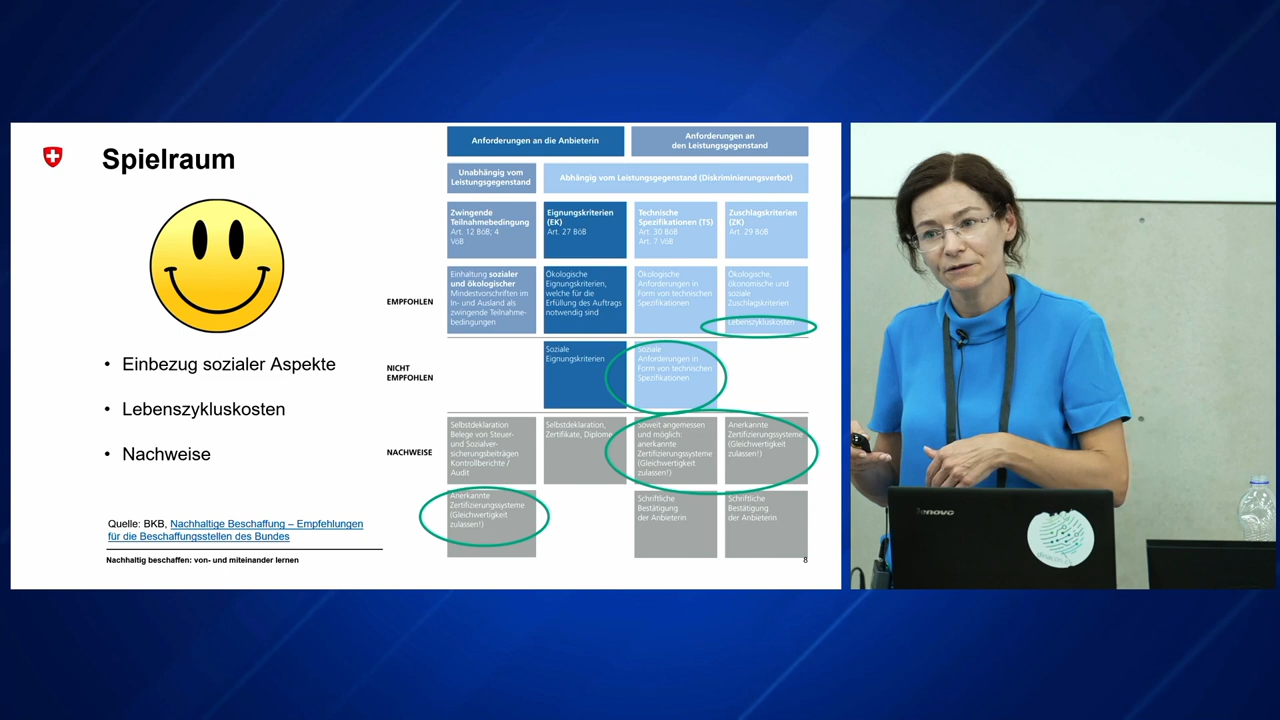 Spielraum
• Einbezug sozialer Aspekte
• Lebenszykluskosten
• Nachweise
Quelle: BKB, Nachhaltige Beschaffung – Empfehlungen
für die Beschaffungsstellen des Bundes
Nachhaltig beschaffen: von- und miteinander lernen
8
Anforderungen an die Anbieterin
Anforderungen an
den Leistungsgegenstand
Unabhängig vom
Leistungsgegenstand
Abhängig vom Leistungsgegenstand (Diskriminierungsverbot)
Zwingende
Teilnahmebedingung
Art. 12 BöB; 4
VöB
Eignungskriterien
(EK)
Art. 27 BöB
Technische
Spezifikationen (TS)
Art. 30 BöB
Art. 7 VöB
Zuschlagskriterien
(ZK)
Art. 29 BöB
EMPFOHLEN
Einhaltung sozialer
und ökologischer
Mindestvorschriften im
In- und Ausland als
zwingende Teilnahme-
bedingungen
Ökologische
Eignungskriterien,
welche für die
Erfüllung des Auftrags
notwendig sind
Ökologische
Anforderungen in
Form von technischen
Spezifikationen
Ökologische,
ökonomische und
soziale
Zuschlagskriterien
Lebenszykluskosten
NICHT
EMPFOHLEN
Soziale
Eignungskriterien
Soziale
Anforderungen in
Form von technischen
Spezifikationen
NACHWEISE
Selbstdeklaration
Belege von Steuer-
und Sozialver-
sicherungsbeiträgen
Kontrollberichte /
Audit
Selbstdeklaration,
Zertifikate, Diplome
Soweit angemessen
und möglich:
anerkannte
Zertifizierungssysteme
(Gleichwertigkeit
zulassen!)
Anerkannte
Zertifizierungssysteme
(Gleichwertigkeit
zulassen!)
Anerkannte
Zertifizierungssysteme
(Gleichwertigkeit
zulassen!)
Schriftliche
Bestätigung
der Anbieterin
Schriftliche
Bestätigung
der Anbieterin
lenovo